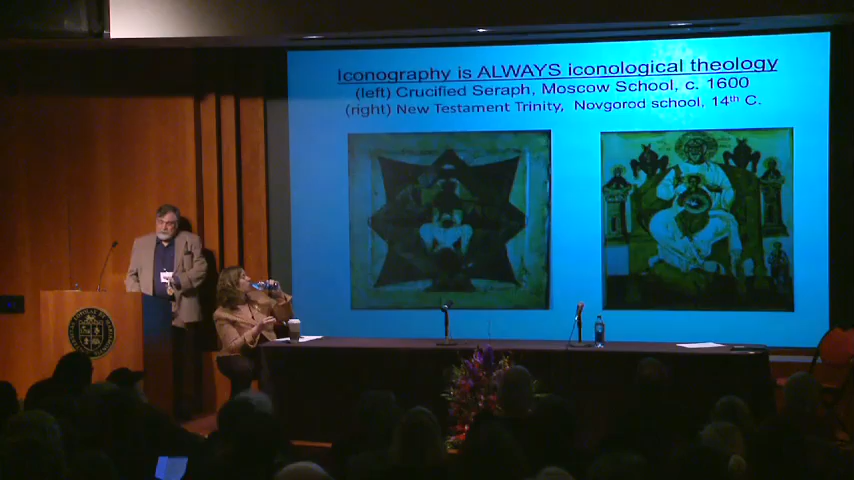 Iconography is ALWAYS iconological theology
(left) Crucified Seraph, Moscow School, c. 1600
(right) New Testament Trinity, Novgorod school, 14th C.